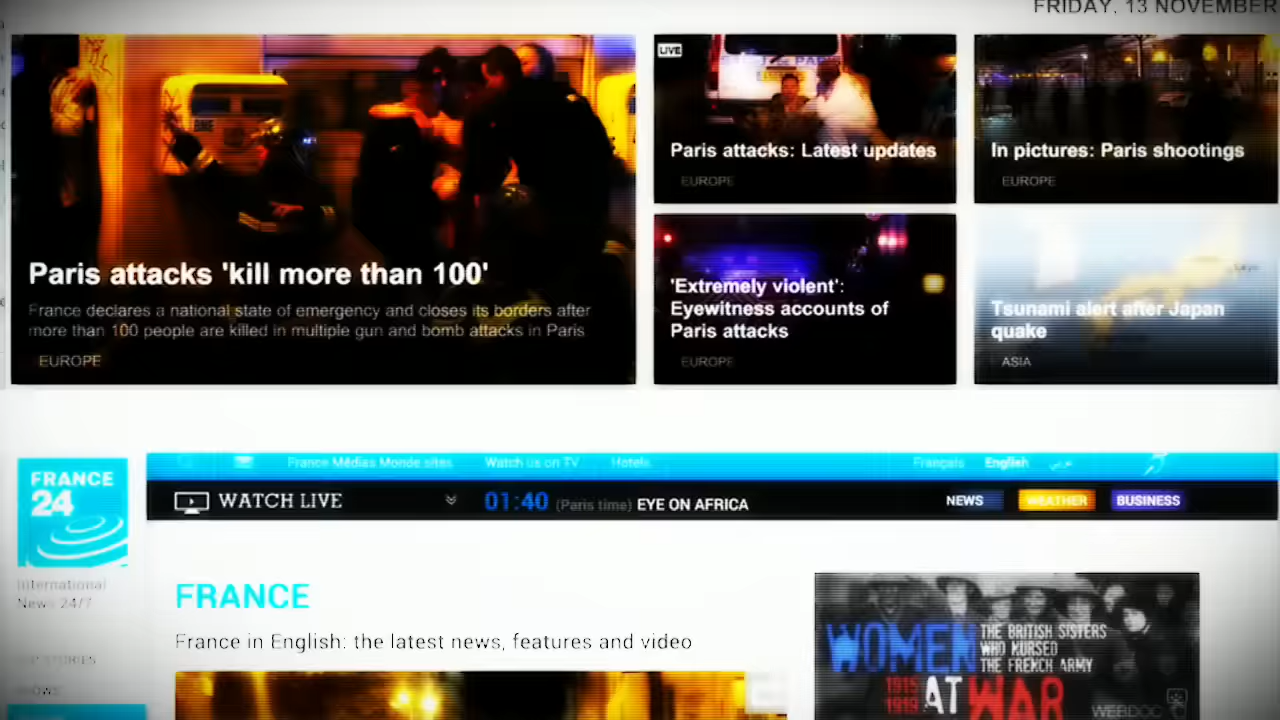 FRIDAY, 13 NOVEMBER
LIVE
Paris attacks: Latest updates
EUROPE
In pictures: Paris shootings
EUROPE
Paris attacks 'kill more than 100'
France declares a national state of emergency and closes its borders after
more than 100 people are killed in multiple gun and bomb attacks in Paris
EUROPE
'Extremely violent':
Eyewitness accounts of
Paris attacks
EUROPE
Tsunami alert after Japan
quake
ASIA
FRANCE
24
International
News 24/7
France Médias Monde sites
Watch us on TV
Hotels
Français
English
عربي
WATCH LIVE
01:40 (Paris time) EYE ON AFRICA
NEWS
WEATHER
BUSINESS
FRANCE
France in English: the latest news, features and video
WOMEN
THE BRITISH SISTERS
WHO NURSED
THE FRENCH ARMY
1915
1919
AT WAR
WEBDOC